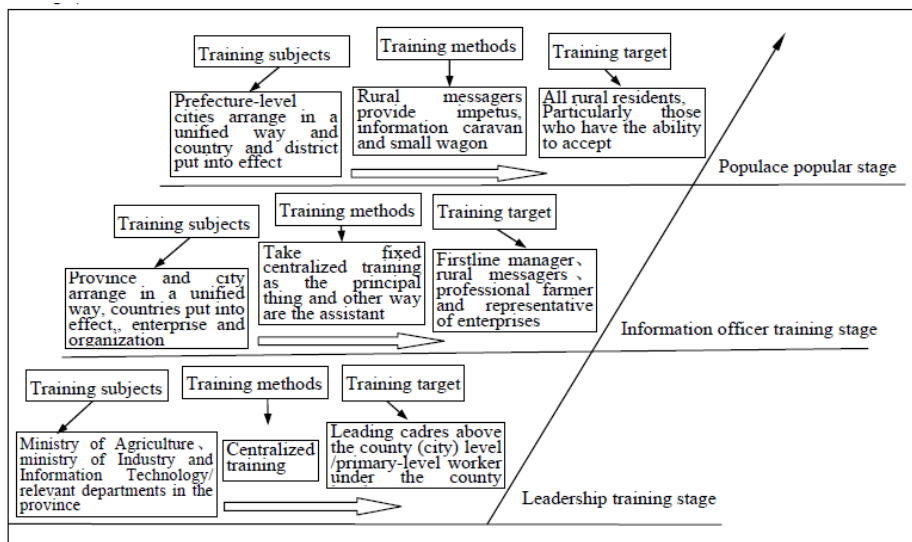 Training subjects
Training methods
Training target
Prefecture-level
cities arrange in a
unified way and
country and district
put into effect
Rural messagers
provide impetus,
information caravan
and small wagon
All rural residents,
Particularly those
who have the ability
to accept
Populace popular stage
Training subjects
Training methods
Training target
Province and city
arrange in a unified
way, countries put into
effect,, enterprise and
organization
Take fixed
centralized training
as the principal
thing and other way
are the assistant
Firstline manager、
rural messagers 、
professional farmer
and representative
of enterprises
Information officer training stage
Training subjects
Training methods
Training target
Ministry of Agriculture、
ministry of Industry and
Information Technology/
relevant departments in the
province
Centralized
training
Leading cadres above
the county (city) level
/primary-level worker
under the county
Leadership training stage